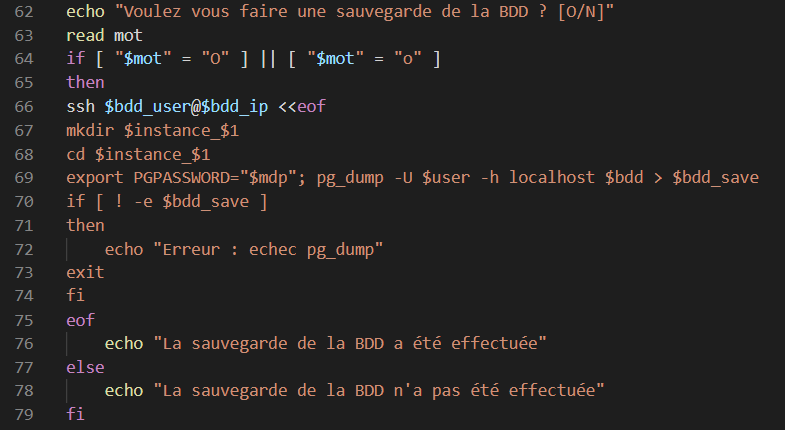 62 echo "Voulez vous faire une sauvegarde de la BDD ? [O/N]"
63 read mot
64 if [ "$mot" = "O" ] || [ "$mot" = "o" ]
65 then
66 ssh $bdd_user@$bdd_ip <<eof
67 mkdir $instance_$1
68 cd $instance_$1
69 export PGPASSWORD="$mdp"; pg_dump -U $user -h localhost $bdd > $bdd_save
70 if [ ! -e $bdd_save ]
71 then
72     echo "Erreur : echec pg_dump"
73 exit
74 fi
75 eof
76     echo "La sauvegarde de la BDD a été effectuée"
77 else
78     echo "La sauvegarde de la BDD n'a pas été effectuée"
79 fi